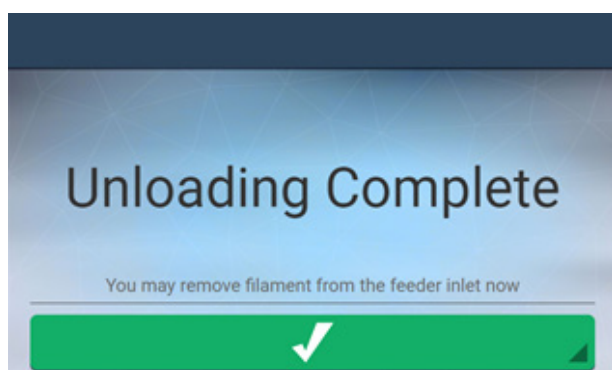 Unloading Complete
You may remove filament from the feeder inlet now